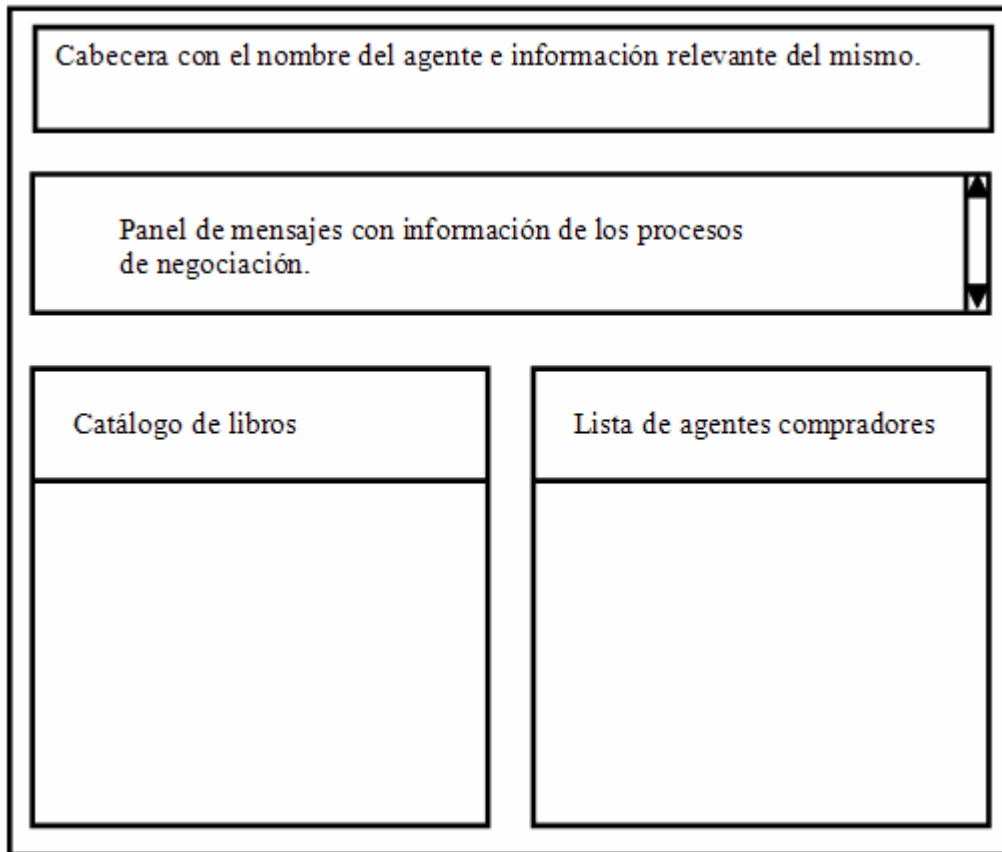 Cabecera con el nombre del agente e información relevante del mismo.
Panel de mensajes con información de los procesos
de negociación.
Catálogo de libros
Lista de agentes compradores